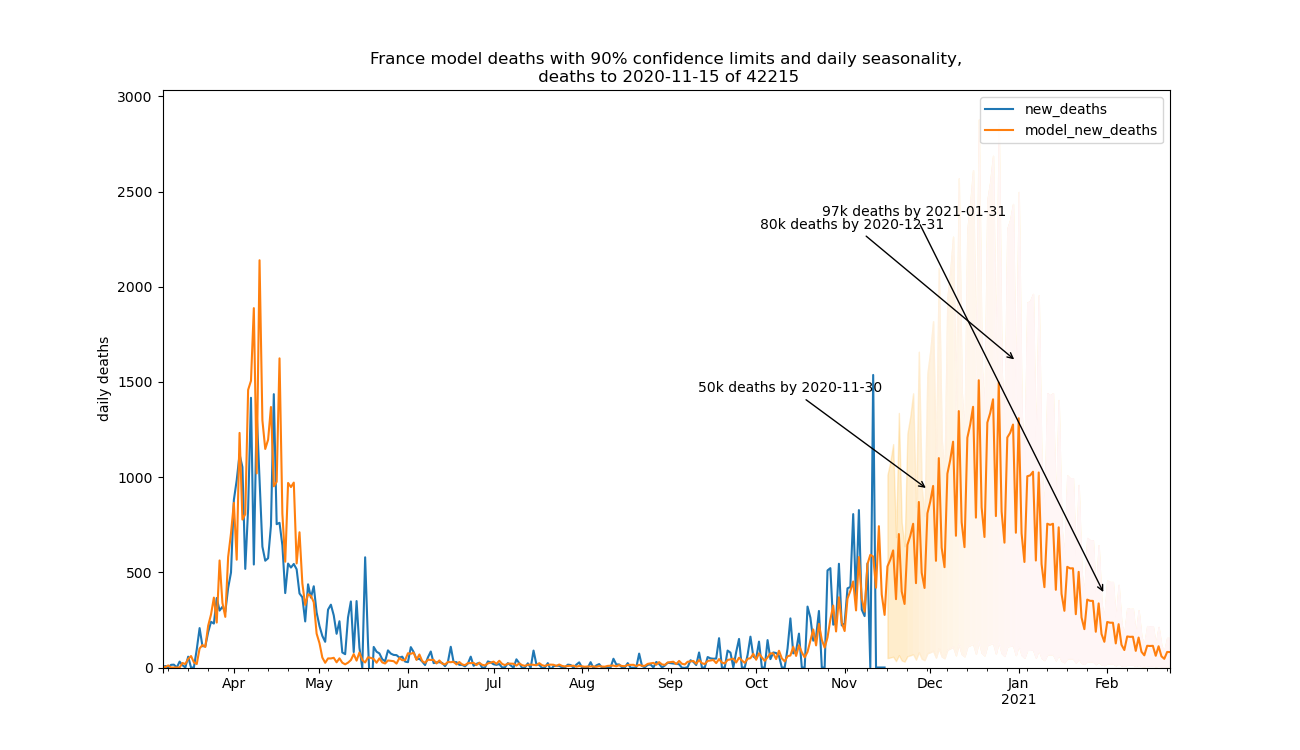 France model deaths with 90% confidence limits and daily seasonality,
deaths to 2020-11-15 of 42215
3000
2500
2000
1500
1000
500
0
daily deaths
new_deaths
model_new_deaths
97k deaths by 2021-01-31
80k deaths by 2020-12-31
50k deaths by 2020-11-30
Apr May Jun Jul Aug Sep Oct Nov Dec Jan Feb
2021